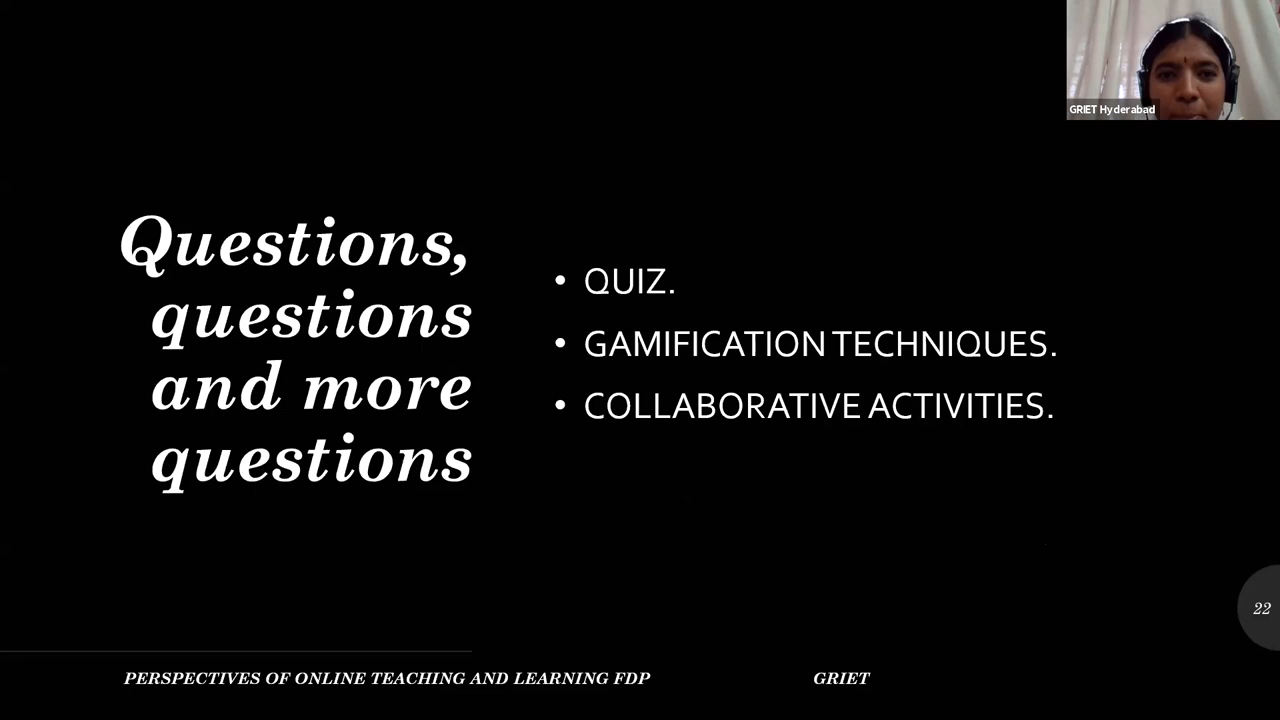 GRIET Hyderabad
Questions,
questions
and more
questions
• QUIZ.
• GAMIFICATION TECHNIQUES.
• COLLABORATIVE ACTIVITIES.
22
PERSPECTIVES OF ONLINE TEACHING AND LEARNING FDP
GRIET